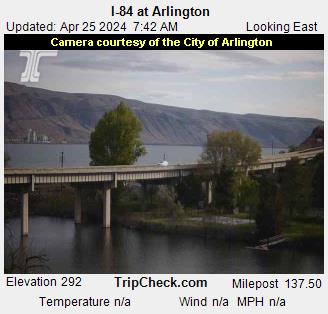 I-84 at Arlington
Updated: Apr 25 2024 7:42 AM Looking East
Camera courtesy of the City of Arlington
Elevation 292 TripCheck.com Milepost 137.50
Temperature n/a Wind n/a MPH n/a